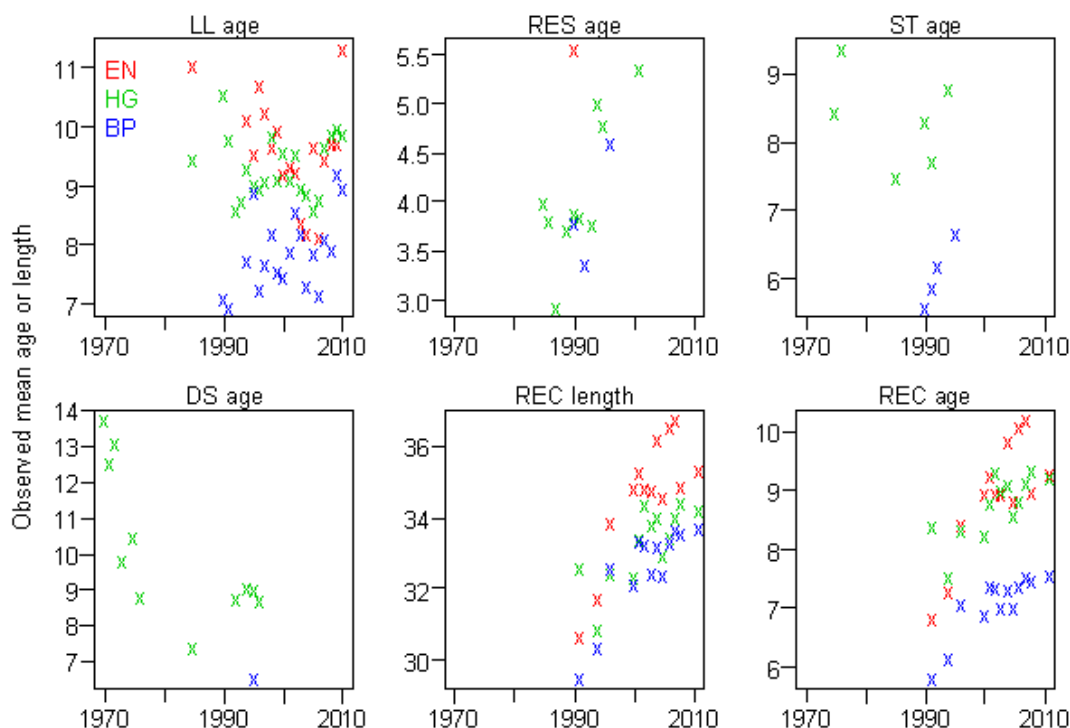 LL age
RES age
ST age
11
10
9
8
7
EN
HG
BP
5.5
5.0
4.5
4.0
3.5
3.0
9
8
7
6
1970 1990 2010
1970 1990 2010
1970 1990 2010
Observed mean age or length
DS age
REC length
REC age
14
13
12
11
10
9
8
7
36
34
32
30
10
9
8
7
6
1970 1990 2010
1970 1990 2010
1970 1990 2010